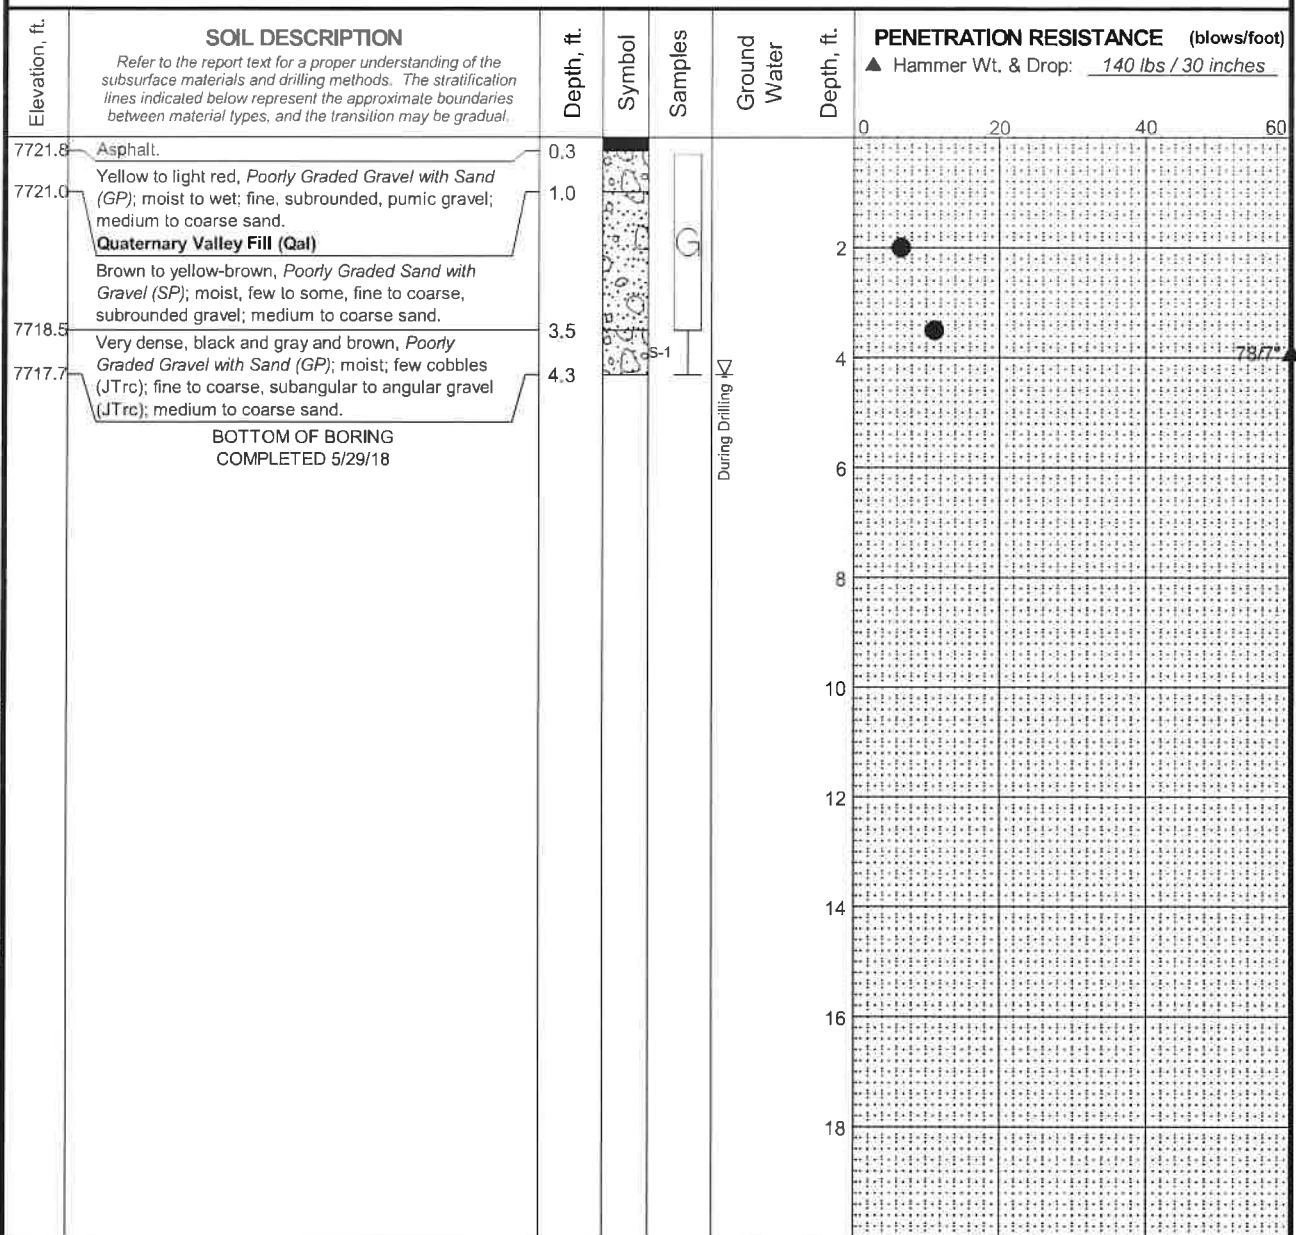 Elevation, ft.
SOIL DESCRIPTION
Refer to the report text for a proper understanding of the
subsurface materials and drilling methods. The stratification
lines indicated below represent the approximate boundaries
between material types, and the transition may be gradual.
Depth, ft.
Symbol
Samples
Ground
Water
Depth, ft.
PENETRATION RESISTANCE (blows/foot)
▲ Hammer Wt. & Drop: 140 lbs / 30 inches
0 20 40 60
7721.8 Asphalt. 0.3
Yellow to light red, Poorly Graded Gravel with Sand
7721.0 (GP); moist to wet; fine, subrounded, pumic gravel; 1.0
medium to coarse sand.
Quaternary Valley Fill (Qal)
Brown to yellow-brown, Poorly Graded Sand with
Gravel (SP); moist, few to some, fine to coarse,
subrounded gravel; medium to coarse sand.
7718.5 3.5
Very dense, black and gray and brown, Poorly
Graded Gravel with Sand (GP); moist; few cobbles
7717.7 (JTrc); fine to coarse, subangular to angular gravel 4.3
(JTrc); medium to coarse sand.
BOTTOM OF BORING
COMPLETED 5/29/18
G
S-1
During Drilling
2
4
78/7"
6
8
10
12
14
16
18